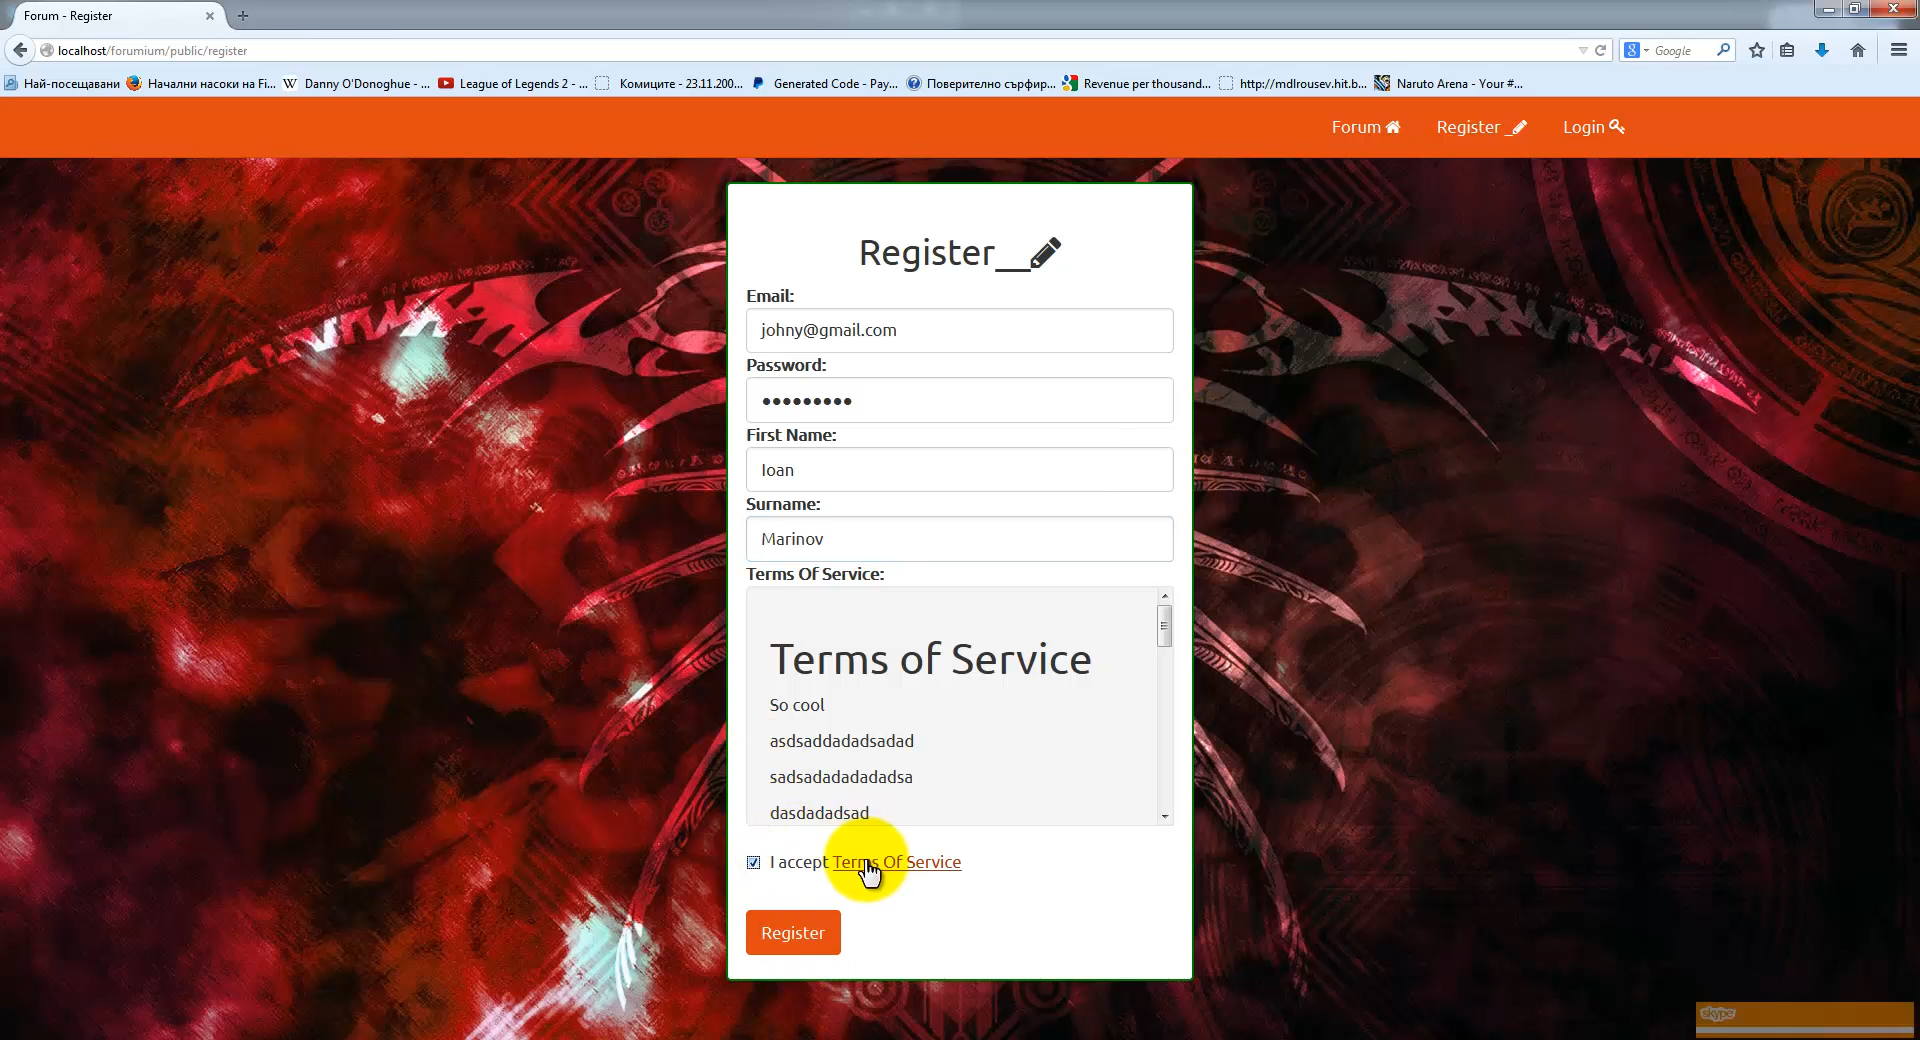 Forum - Register
localhost/forumium/public/register
Google
Най-посещавани Начални насоки на Fi... Danny O'Donoghue - ... League of Legends 2 - ... Комиците - 23.11.200... Generated Code - Pay... Поверително сърфир... Revenue per thousand... http://mdlrousev.hit.b... Naruto Arena - Your #...
Forum Register _ Login
Register__
Email:
johny@gmail.com
Password:
•••••••••
First Name:
Ioan
Surname:
Marinov
Terms Of Service:
Terms of Service
So cool
asdsaddadadsadad
sadsadadadadadsa
dasdadadsad
I accept Terms Of Service
Register
skype